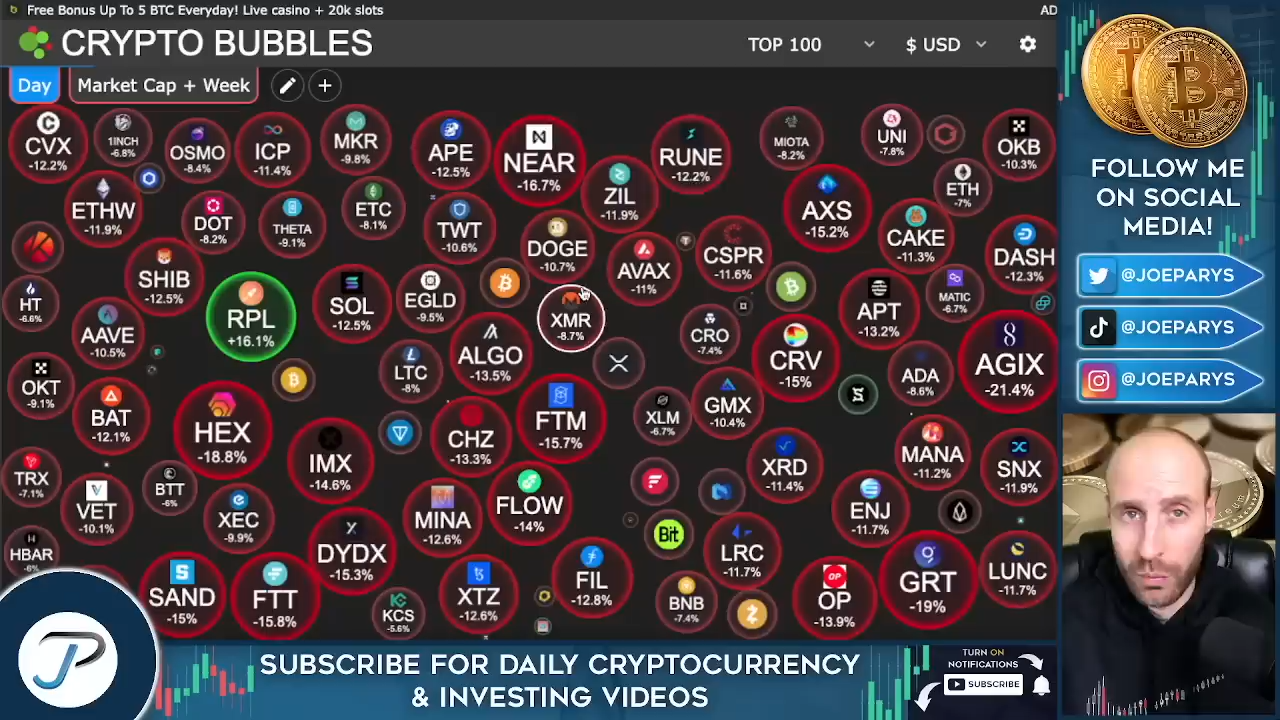 Free Bonus Up To 5 BTC Everyday! Live casino + 20k slots
AD
CRYPTO BUBBLES
TOP 100
$ USD
Day
Market Cap + Week
CVX
-12.2%
1INCH
-6.8%
OSMO
-8.4%
ICP
-11.4%
MKR
-9.8%
APE
-12.5%
NEAR
-16.7%
ZIL
-11.9%
RUNE
-12.2%
MIOTA
-8.2%
UNI
-7.8%
OKB
-10.3%
ETHW
-11.9%
DOT
-8.2%
THETA
-9.1%
ETC
-8.1%
TWT
-10.6%
DOGE
-10.7%
AVAX
-11%
CSPR
-11.6%
AXS
-15.2%
CAKE
-11.3%
ETH
-7%
DASH
-12.3%
HT
-6.6%
SHIB
-12.5%
RPL
+16.1%
SOL
-12.5%
EGLD
-9.5%
XMR
-8.7%
CRO
-7.4%
APT
-13.2%
MATIC
-6.7%
AAVE
-10.5%
ALGO
-13.5%
CRV
-15%
AGIX
-21.4%
OKT
-9.1%
BAT
-12.1%
LTC
-8%
ADA
-8.6%
HEX
-18.8%
FTM
-15.7%
XLM
-6.7%
GMX
-10.4%
CHZ
-13.3%
IMX
-14.6%
XRD
-11.4%
MANA
-11.2%
SNX
-11.9%
TRX
-7.1%
VET
-10.1%
BTT
-6%
XEC
-9.9%
MINA
-12.6%
FLOW
-14%
Bit
ENJ
-11.7%
HBAR
-6%
DYDX
-15.3%
LRC
-11.7%
SAND
-15%
FTT
-15.8%
KCS
-5.6%
XTZ
-12.6%
FIL
-12.8%
BNB
-7.4%
OP
OP
-13.9%
GRT
-19%
LUNC
-11.7%
FOLLOW ME
ON SOCIAL
MEDIA!
@JOEPARYS
@JOEPARYS
@JOEPARYS
SUBSCRIBE FOR DAILY CRYPTOCURRENCY
& INVESTING VIDEOS
TURN ON
NOTIFICATIONS
SUBSCRIBE